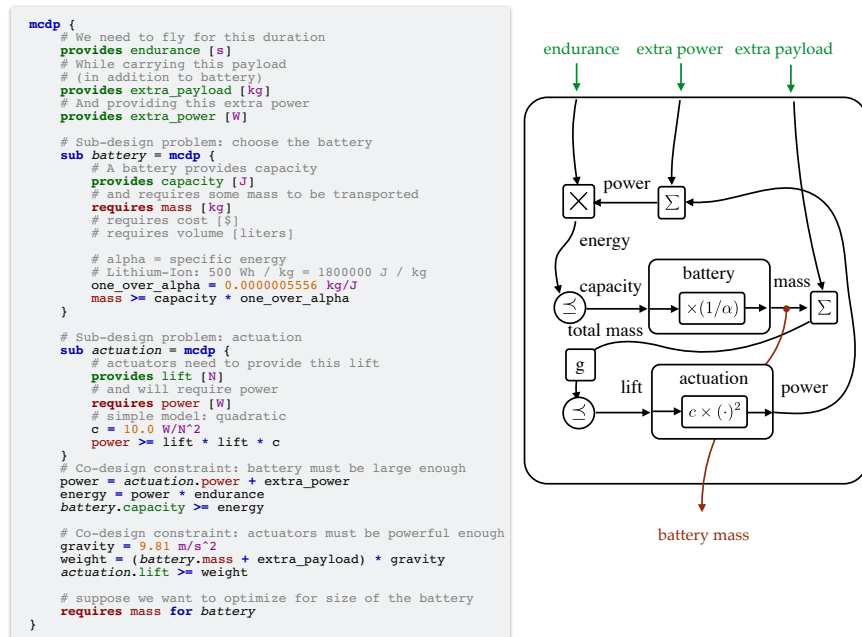 mcdp {
# We need to fly for this duration
provides endurance [s]
# While carrying this payload
# (in addition to battery)
provides extra_payload [kg]
# And providing this extra power
provides extra_power [W]
# Sub-design problem: choose the battery
sub battery = mcdp {
# A battery provides capacity
provides capacity [J]
# and requires some mass to be transported
requires mass [kg]
# requires cost [$]
# requires volume [liters]
# alpha = specific energy
# Lithium-Ion: 500 Wh / kg = 1800000 J / kg
one_over_alpha = 0.0000005556 kg/J
mass >= capacity * one_over_alpha
}
# Sub-design problem: actuation
sub actuation = mcdp {
# actuators need to provide this lift
provides lift [N]
# and will require power
requires power [W]
# simple model: quadratic
c = 10.0 W/N^2
power >= lift * lift * c
}
# Co-design constraint: battery must be large enough
power = actuation.power + extra_power
energy = power * endurance
battery.capacity >= energy
# Co-design constraint: actuators must be powerful enough
gravity = 9.81 m/s^2
weight = (battery.mass + extra_payload) * gravity
actuation.lift >= weight
# suppose we want to optimize for size of the battery
requires mass for battery
}
endurance extra power extra payload
power
× Σ
energy
battery
capacity mass
⪯ ×(1/α) Σ
total mass
g
actuation
lift power
⪯ c × (·)²
battery mass